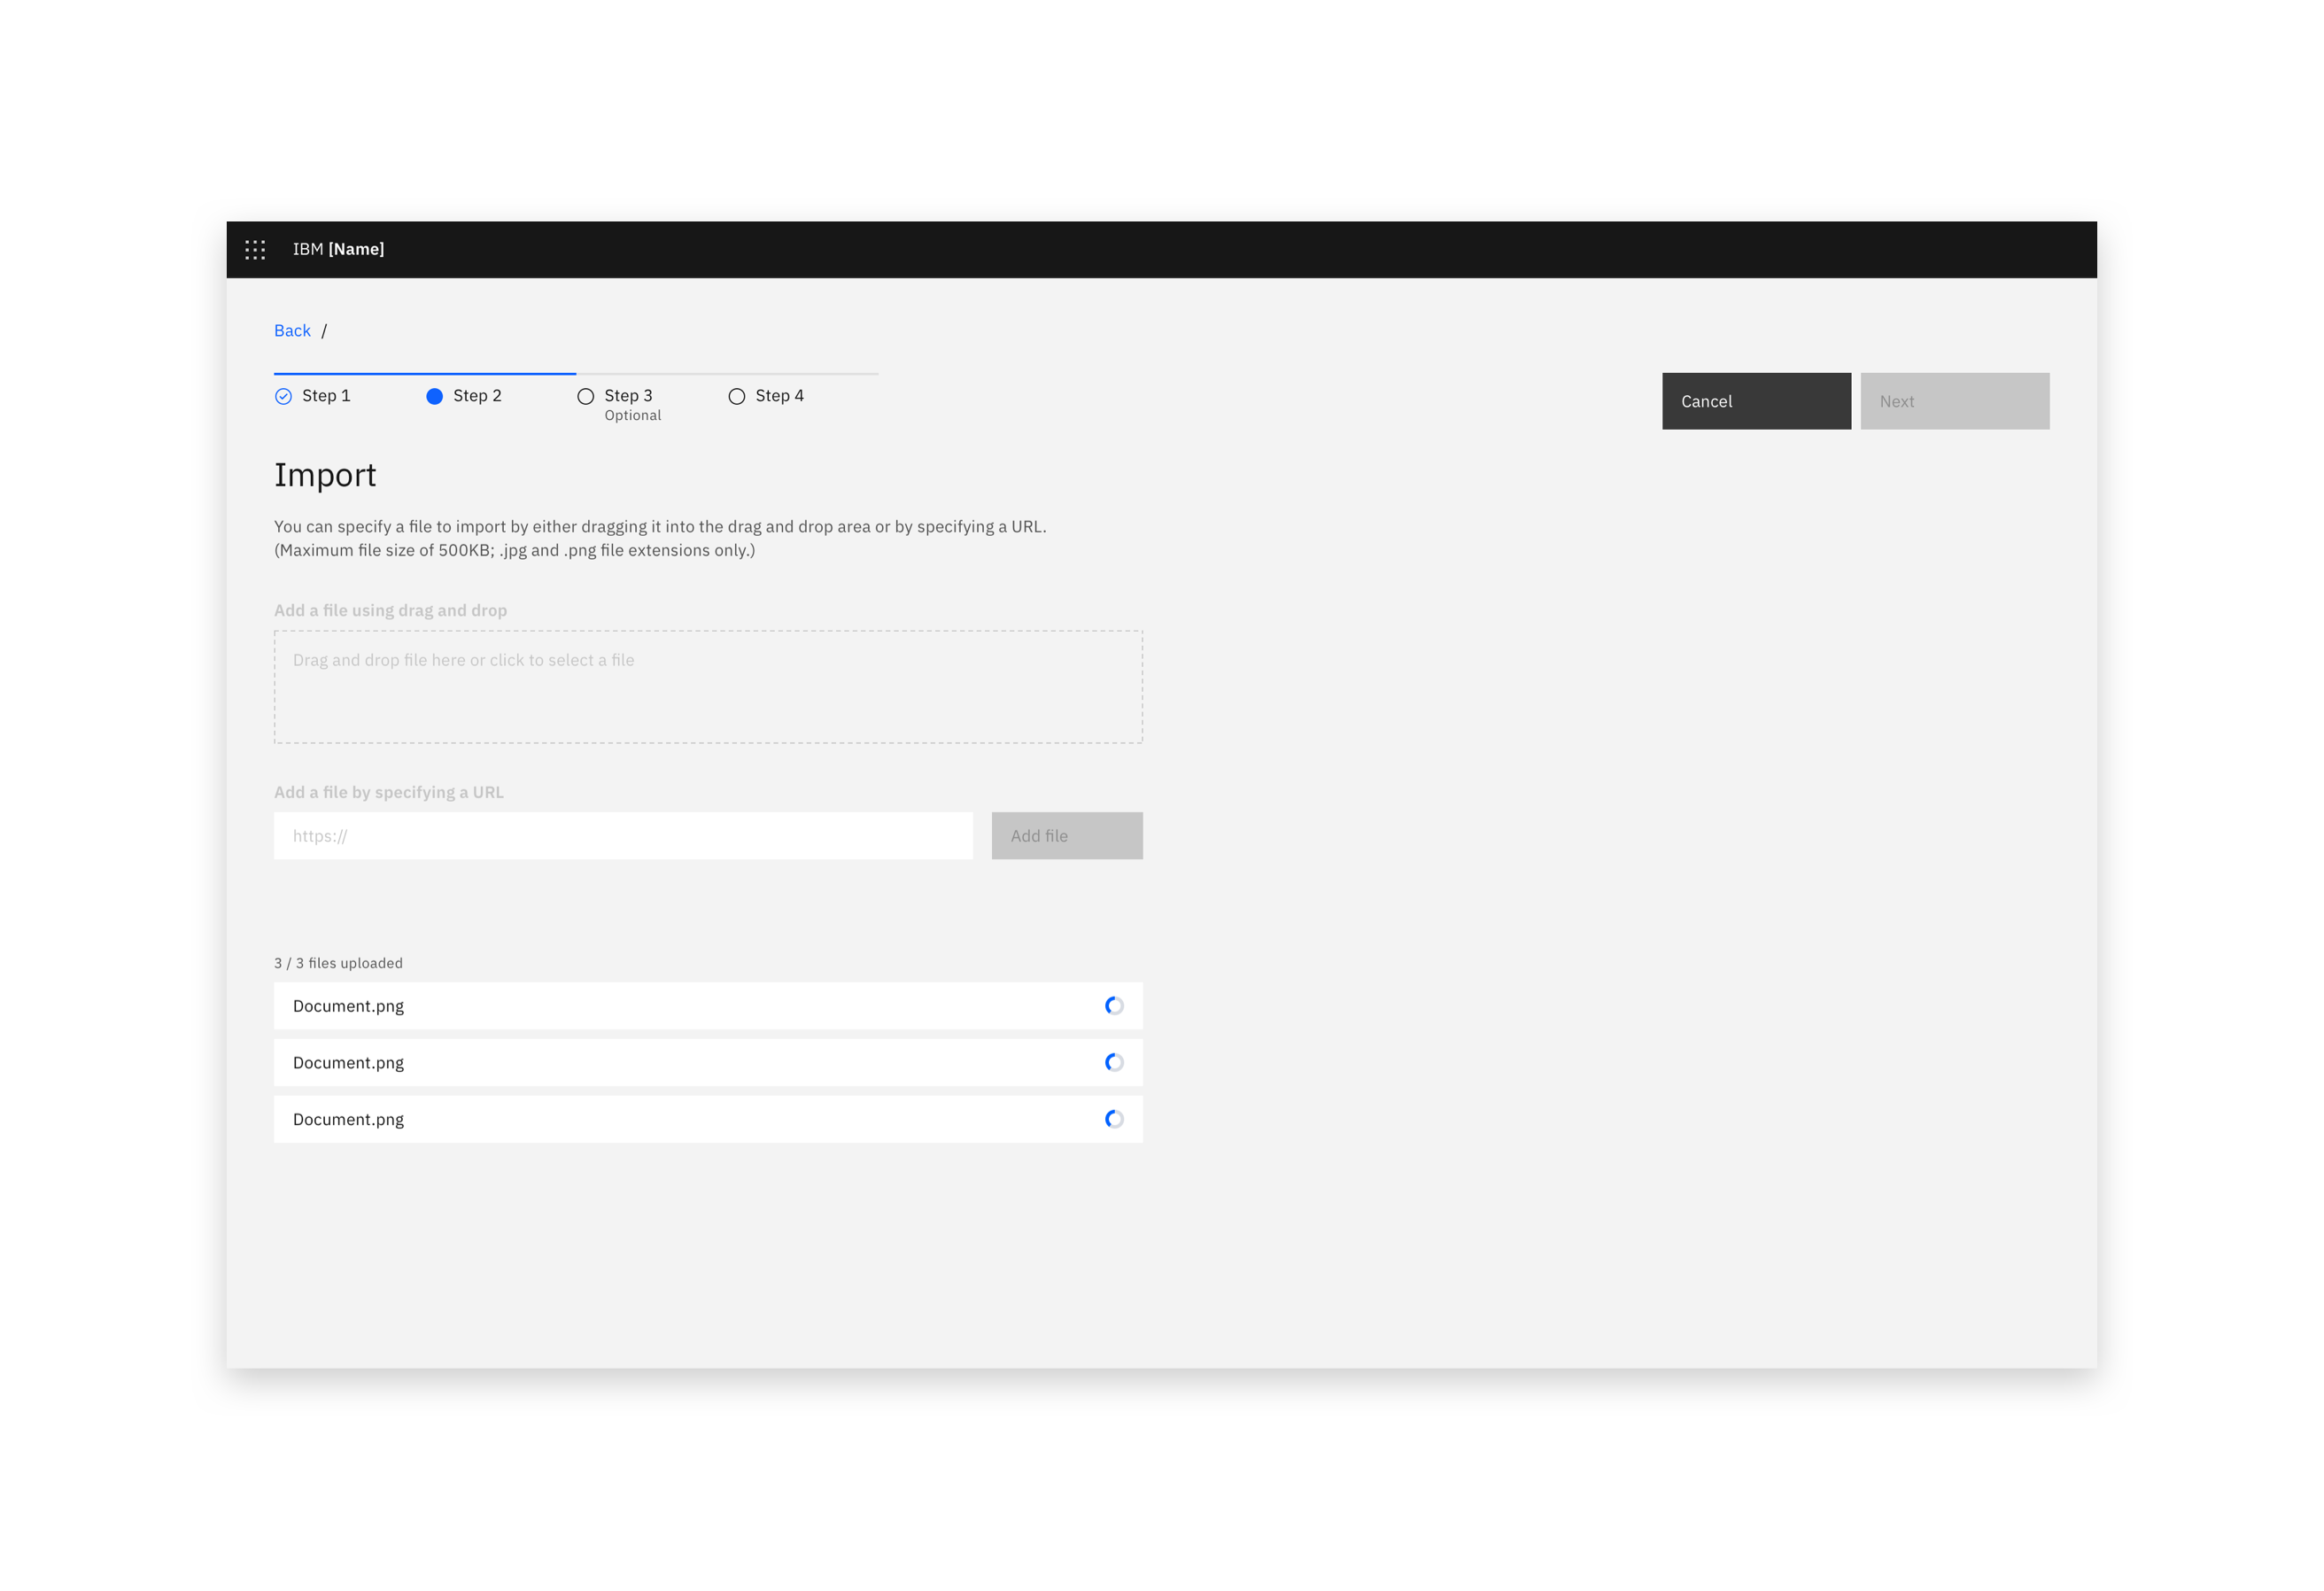 IBM [Name]
Back /
Step 1
Step 2
Step 3
Optional
Step 4
Cancel
Next
Import
You can specify a file to import by either dragging it into the drag and drop area or by specifying a URL.
(Maximum file size of 500KB; .jpg and .png file extensions only.)
Add a file using drag and drop
Drag and drop file here or click to select a file
Add a file by specifying a URL
https://
Add file
3 / 3 files uploaded
Document.png
Document.png
Document.png